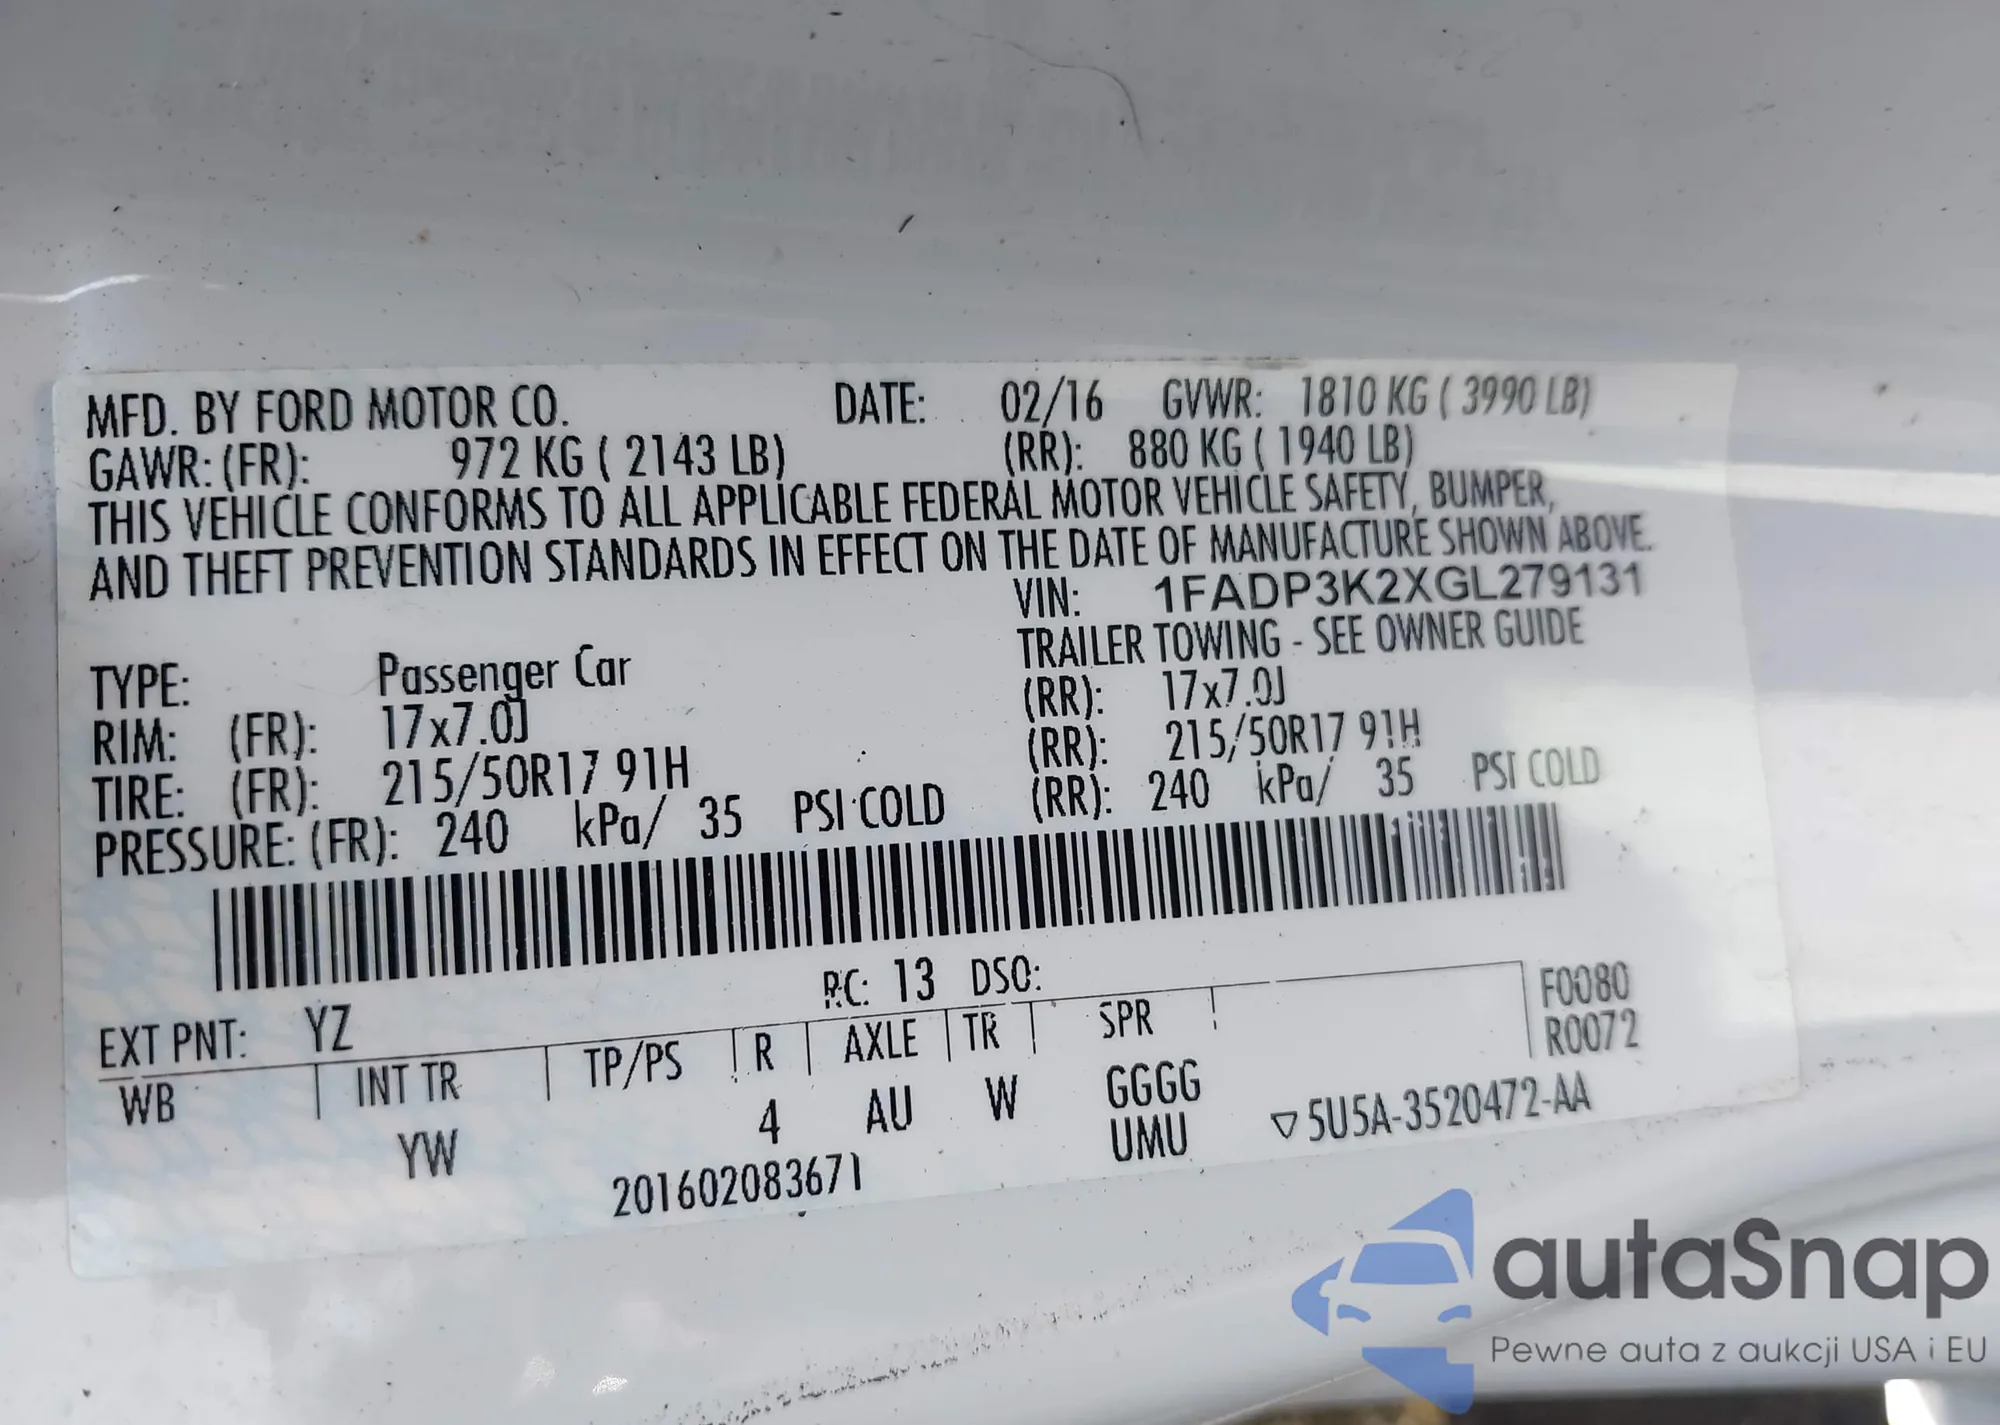 MFD. BY FORD MOTOR CO. DATE: 02/16 GVWR: 1810 KG ( 3990 LB)
GAWR: (FR): 972 KG ( 2143 LB) (RR): 880 KG ( 1940 LB)
THIS VEHICLE CONFORMS TO ALL APPLICABLE FEDERAL MOTOR VEHICLE SAFETY, BUMPER,
AND THEFT PREVENTION STANDARDS IN EFFECT ON THE DATE OF MANUFACTURE SHOWN ABOVE.
VIN: 1FADP3K2XGL279131
TRAILER TOWING - SEE OWNER GUIDE
TYPE: Passenger Car
RIM: (FR): 17x7.0J (RR): 17x7.0J
TIRE: (FR): 215/50R17 91H (RR): 215/50R17 91H
PRESSURE: (FR): 240 kPa/ 35 PSI COLD (RR): 240 kPa/ 35 PSI COLD
RC: 13 DSO:
EXT PNT: YZ F0080
R0072
WB INT TR TP/PS R AXLE TR SPR
YW 4 AU W GGGG
UMU
201602083671
▽5U5A-3520472-AA
autaSnap
Pewne auta z aukcji USA i EU